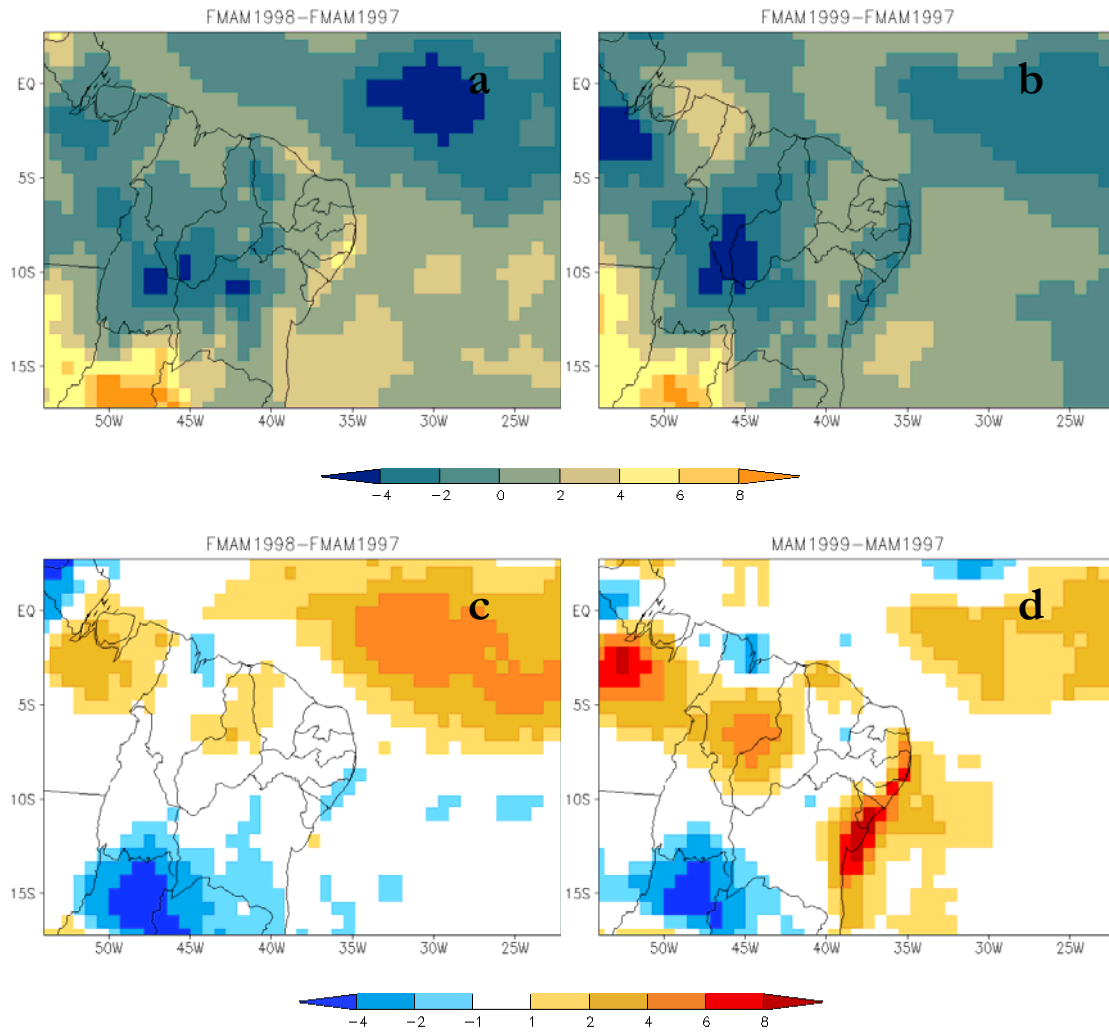 FMAM1998-FMAM1997
FMAM1999-FMAM1997
a
b
EQ
5S
10S
15S
50W 45W 40W 35W 30W 25W
EQ
5S
10S
15S
50W 45W 40W 35W 30W 25W
-4 -2 0 2 4 6 8
FMAM1998-FMAM1997
MAM1999-MAM1997
c
d
EQ
5S
10S
15S
50W 45W 40W 35W 30W 25W
EQ
5S
10S
15S
50W 45W 40W 35W 30W 25W
-4 -2 -1 1 2 4 6 8